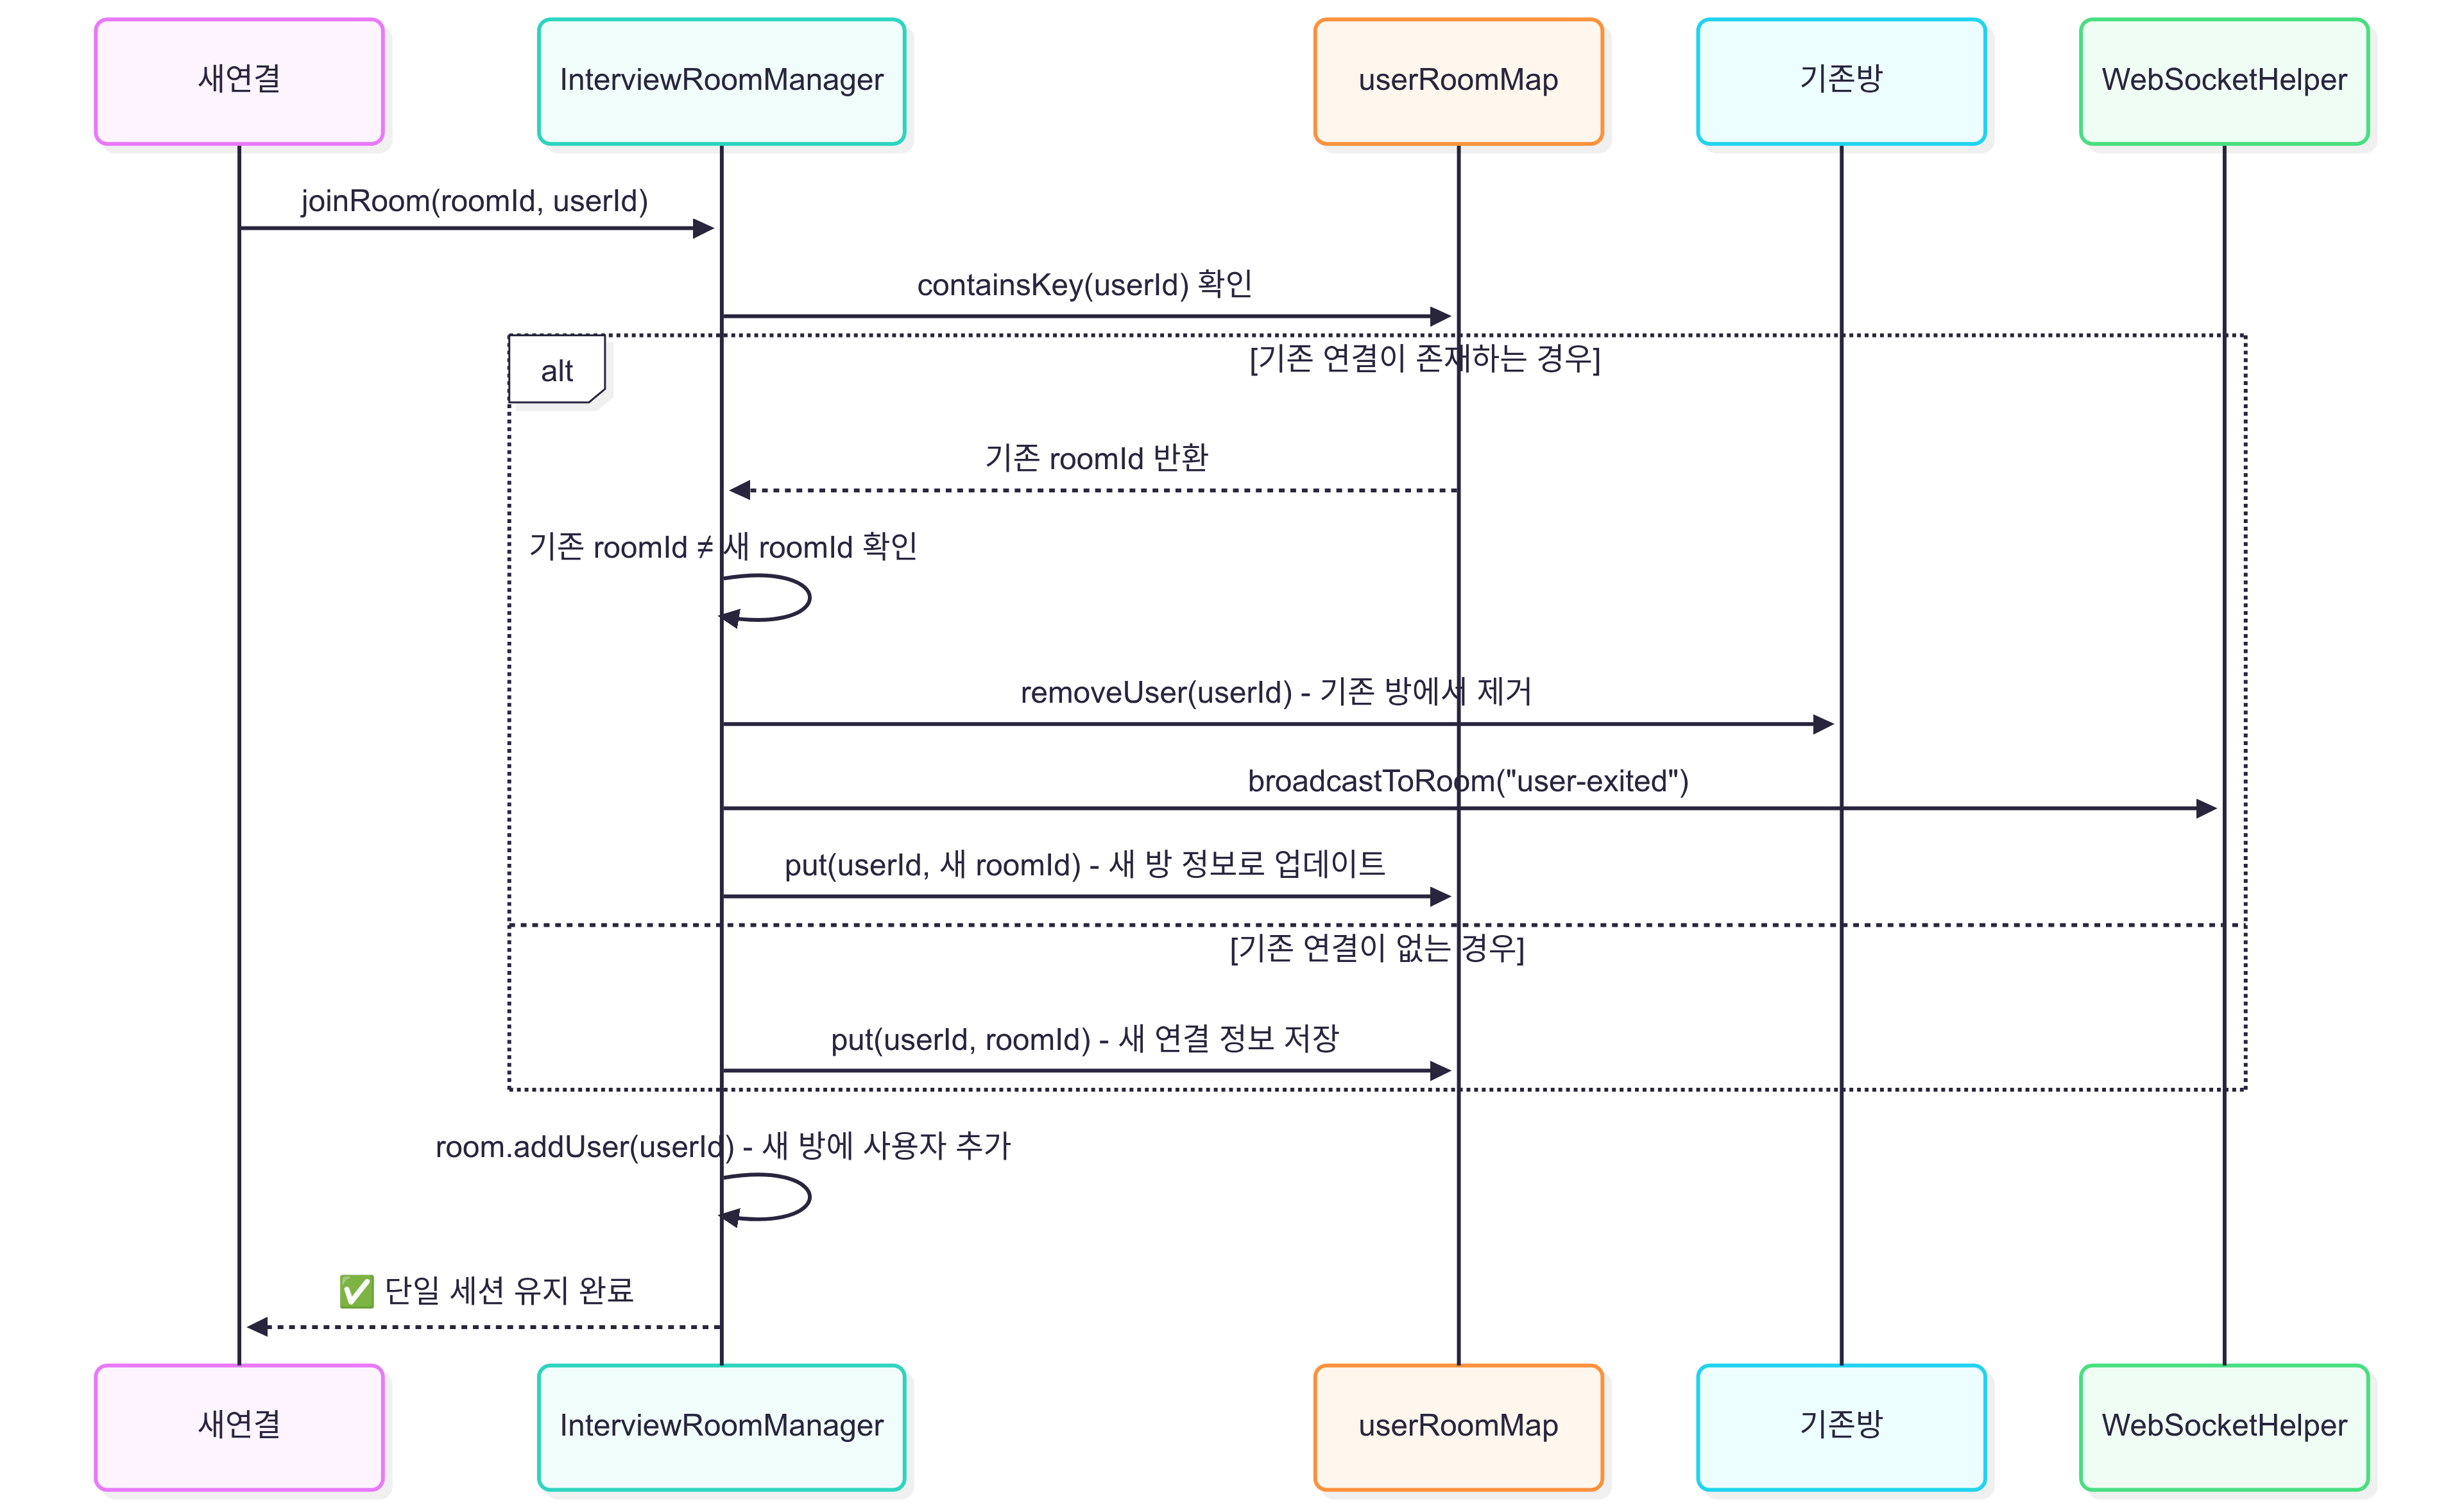 새연결
InterviewRoomManager
userRoomMap
기존방
WebSocketHelper
joinRoom(roomId, userId)
containsKey(userId) 확인
alt
[기존 연결이 존재하는 경우]
기존 roomId 반환
기존 roomId ≠ 새 roomId 확인
removeUser(userId) - 기존 방에서 제거
broadcastToRoom("user-exited")
put(userId, 새 roomId) - 새 방 정보로 업데이트
[기존 연결이 없는 경우]
put(userId, roomId) - 새 연결 정보 저장
room.addUser(userId) - 새 방에 사용자 추가
✅ 단일 세션 유지 완료
새연결
InterviewRoomManager
userRoomMap
기존방
WebSocketHelper